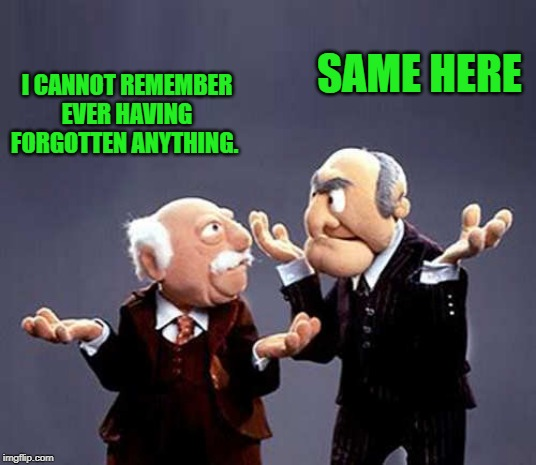 I CANNOT REMEMBER
EVER HAVING
FORGOTTEN ANYTHING.
SAME HERE
imgflip.com